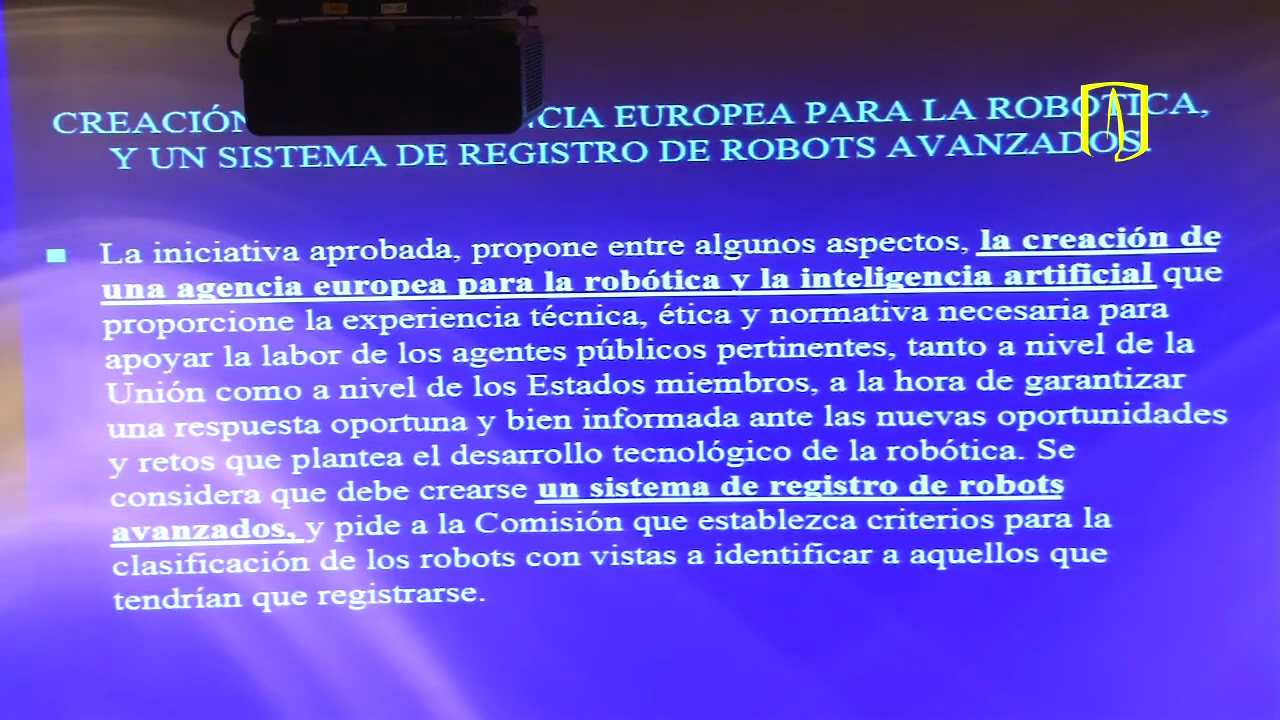 CREACIÓN NCIA EUROPEA PARA LA ROBÓTICA,
Y UN SISTEMA DE REGISTRO DE ROBOTS AVANZADOS.
La iniciativa aprobada, propone entre algunos aspectos, la creación de
una agencia europea para la robótica y la inteligencia artificial que
proporcione la experiencia técnica, ética y normativa necesaria para
apoyar la labor de los agentes públicos pertinentes, tanto a nivel de la
Unión como a nivel de los Estados miembros, a la hora de garantizar
una respuesta oportuna y bien informada ante las nuevas oportunidades
y retos que plantea el desarrollo tecnológico de la robótica. Se
considera que debe crearse un sistema de registro de robots
avanzados, y pide a la Comisión que establezca criterios para la
clasificación de los robots con vistas a identificar a aquellos que
tendrían que registrarse.